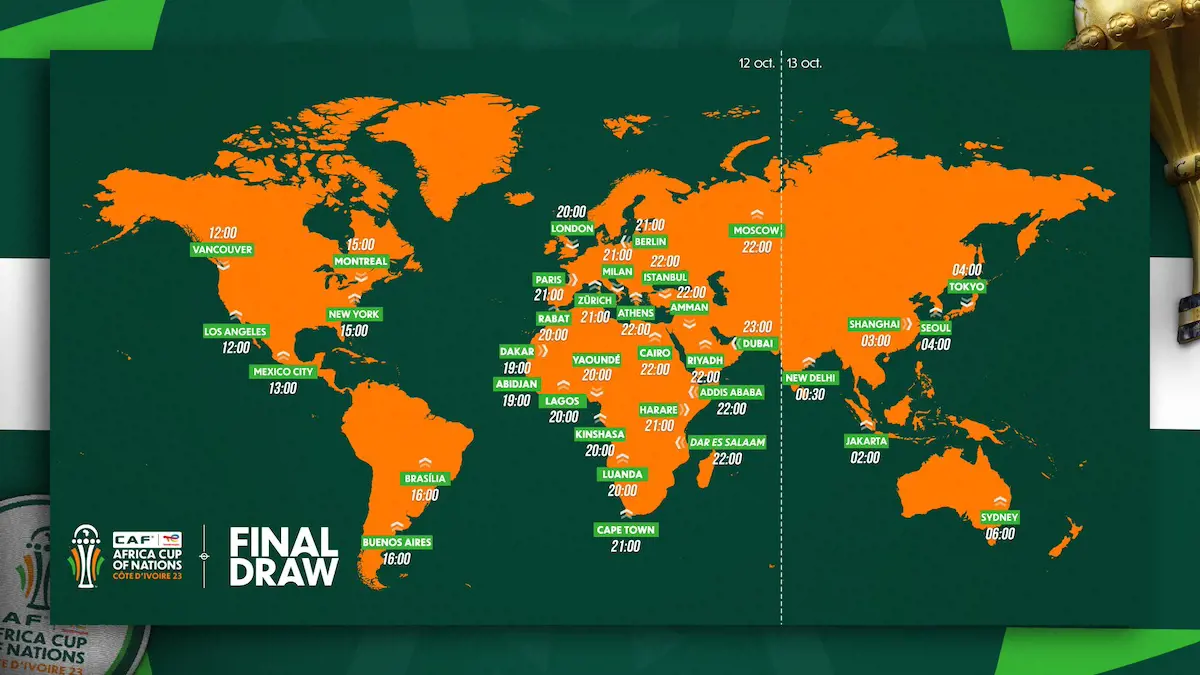 12 oct. 13 oct.
12:00
VANCOUVER
15:00
MONTREAL
NEW YORK
15:00
LOS ANGELES
12:00
MEXICO CITY
13:00
BRASÍLIA
16:00
BUENOS AIRES
16:00
20:00
LONDON
21:00
BERLIN
21:00
MILAN
22:00
ISTANBUL
MOSCOW
22:00
PARIS
21:00
ZÜRICH
21:00
ATHENS
22:00
22:00
AMMAN
RABAT
20:00
23:00
DUBAI
DAKAR
19:00
YAOUNDÉ
20:00
CAIRO
22:00
RIYADH
22:00
ABIDJAN
19:00
LAGOS
20:00
ADDIS ABABA
22:00
HARARE
21:00
KINSHASA
20:00
DAR ES SALAAM
22:00
LUANDA
20:00
CAPE TOWN
21:00
04:00
TOKYO
SHANGHAI
03:00
SEOUL
04:00
NEW DELHI
00:30
JAKARTA
02:00
SYDNEY
06:00
CAF
AFRICA CUP
OF NATIONS
CÔTE D'IVOIRE 23
FINAL
DRAW
AF
FRICA CUP
F NATIONS
TE D'IVOIRE 23